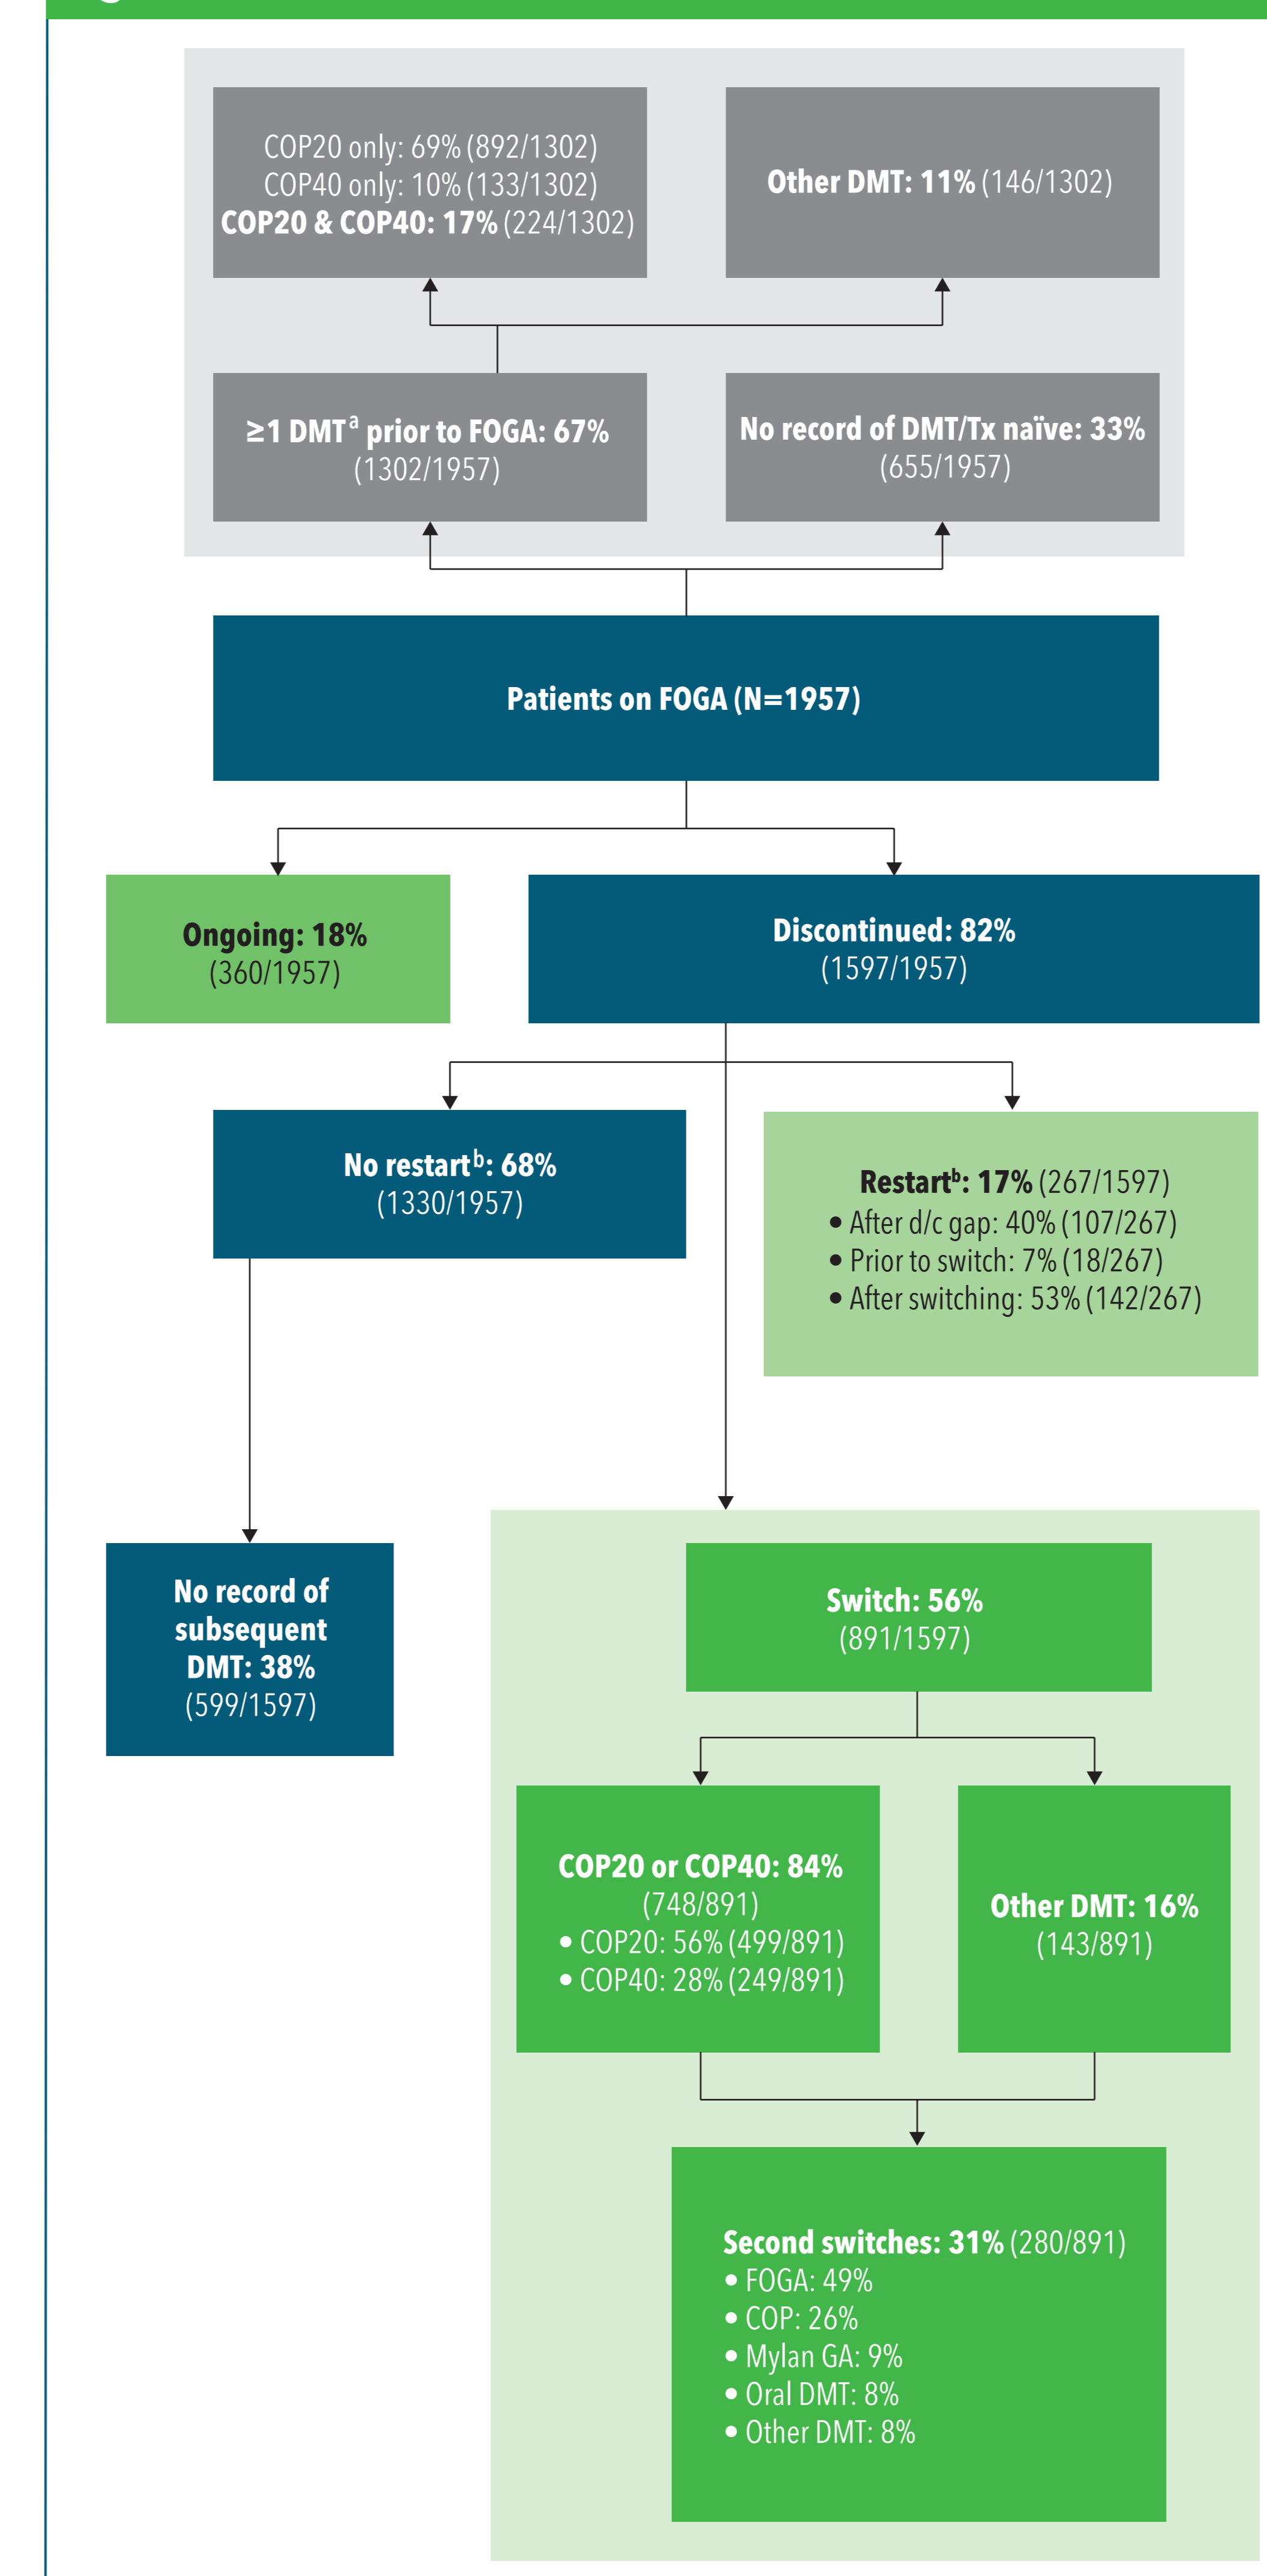 COP20 only: 69% (892/1302)
COP40 only: 10% (133/1302)
COP20 & COP40: 17% (224/1302)
Other DMT: 11% (146/1302)
≥1 DMTᵃ prior to FOGA: 67%
(1302/1957)
No record of DMT/Tx naïve: 33%
(655/1957)
Patients on FOGA (N=1957)
Ongoing: 18%
(360/1957)
Discontinued: 82%
(1597/1957)
No restartᵇ: 68%
(1330/1957)
Restartᵇ: 17% (267/1597)
• After d/c gap: 40% (107/267)
• Prior to switch: 7% (18/267)
• After switching: 53% (142/267)
No record of
subsequent
DMT: 38%
(599/1597)
Switch: 56%
(891/1597)
COP20 or COP40: 84%
(748/891)
• COP20: 56% (499/891)
• COP40: 28% (249/891)
Other DMT: 16%
(143/891)
Second switches: 31% (280/891)
• FOGA: 49%
• COP: 26%
• Mylan GA: 9%
• Oral DMT: 8%
• Other DMT: 8%